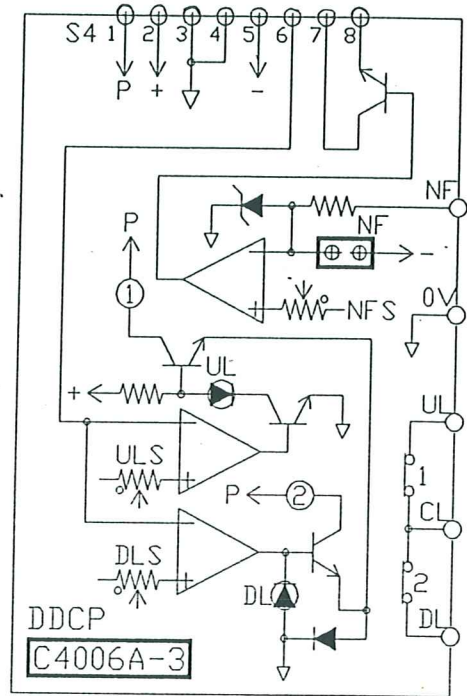 S4 1 2 3 4 5 6 7 8
P + -
NF
P NF
- + -
1 NFS 0V
UL
+ UL
- 1
ULS + P 2 CL
-
DLS + 2
DL DL
DDCP
C4006A-3